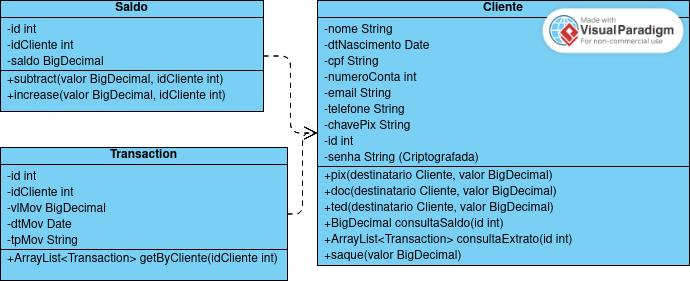 Saldo
-id int
-idCliente int
-saldo BigDecimal
+subtract(valor BigDecimal, idCliente int)
+increase(valor BigDecimal, idCliente int)
Transaction
-id int
-idCliente int
-vlMov BigDecimal
-dtMov Date
-tpMov String
+ArrayList<Transaction> getByCliente(idCliente int)
Cliente
-nome String
-dtNascimento Date
-cpf String
-numeroConta int
-email String
-telefone String
-chavePix String
-id int
-senha String (Criptografada)
+pix(destinatario Cliente, valor BigDecimal)
+doc(destinatario Cliente, valor BigDecimal)
+ted(destinatario Cliente, valor BigDecimal)
+BigDecimal consultaSaldo(id int)
+ArrayList<Transaction> consultaExtrato(id int)
+saque(valor BigDecimal)
Made with
Visual Paradigm
For non-commercial use